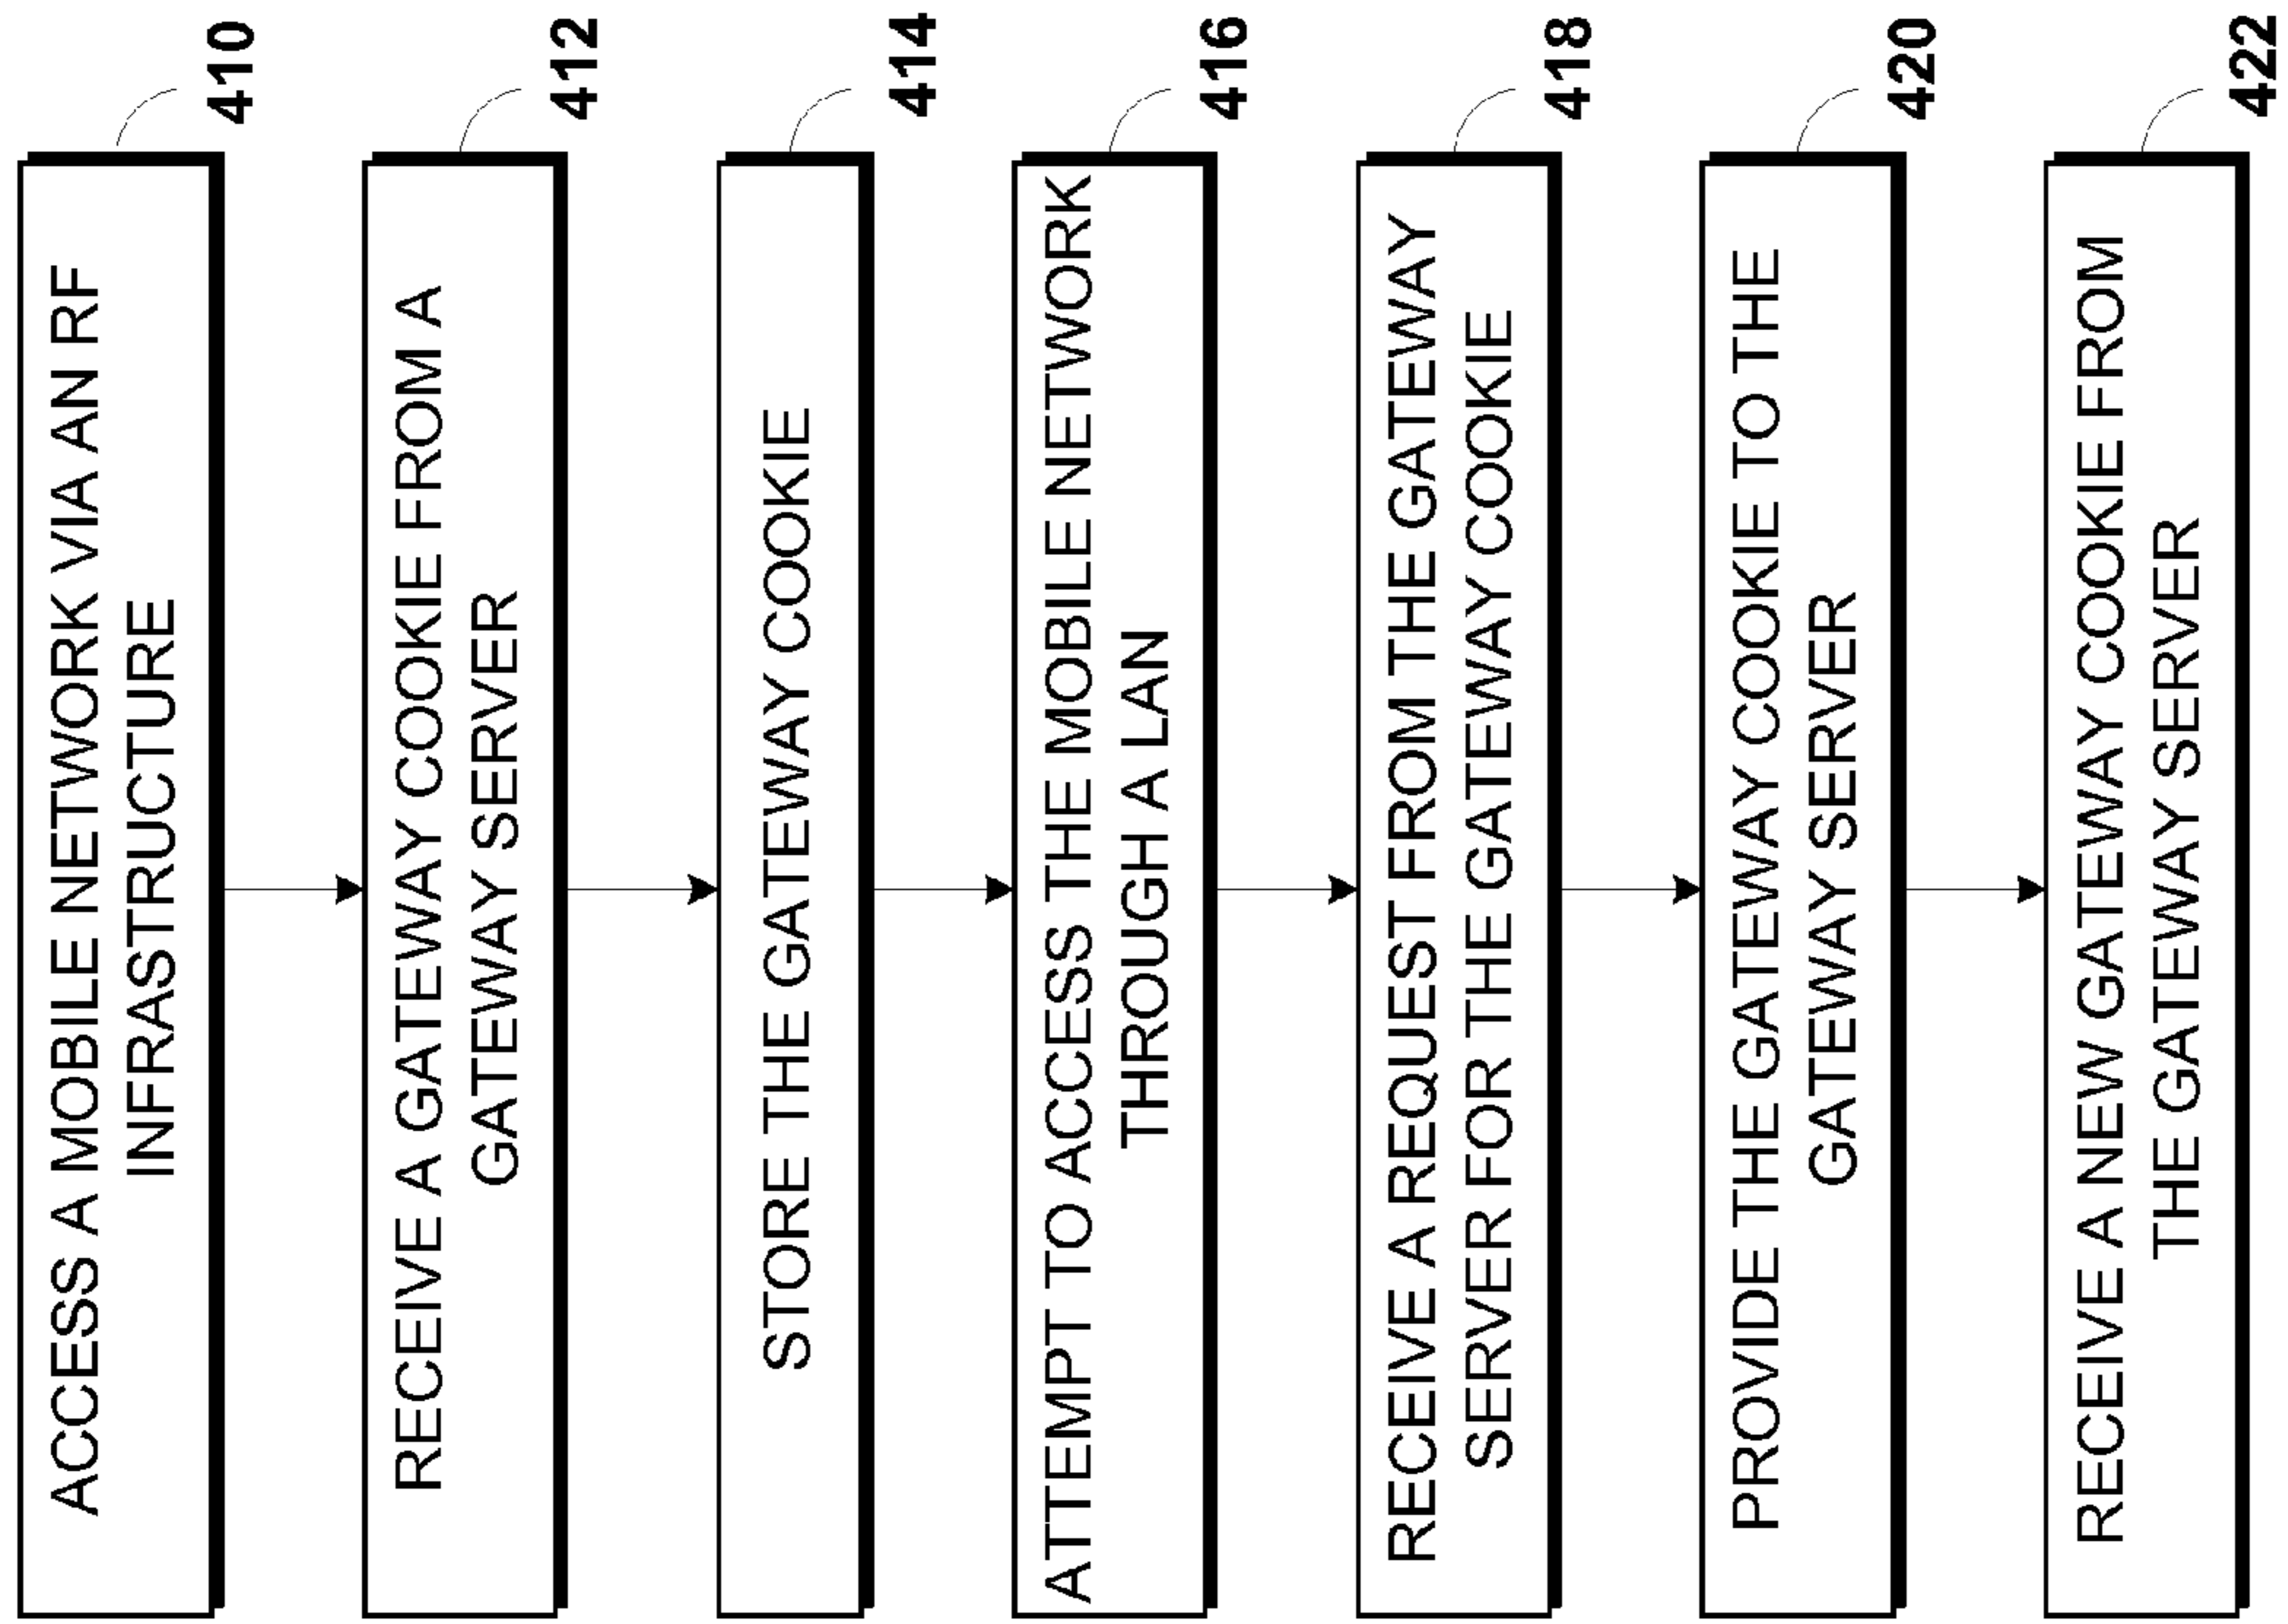 ACCESS A MOBILE NETWORK VIA AN RF
INFRASTRUCTURE
410
RECEIVE A GATEWAY COOKIE FROM A
GATEWAY SERVER
412
STORE THE GATEWAY COOKIE
414
ATTEMPT TO ACCESS THE MOBILE NETWORK
THROUGH A LAN
416
RECEIVE A REQUEST FROM THE GATEWAY
SERVER FOR THE GATEWAY COOKIE
418
PROVIDE THE GATEWAY COOKIE TO THE
GATEWAY SERVER
420
RECEIVE A NEW GATEWAY COOKIE FROM
THE GATEWAY SERVER
422